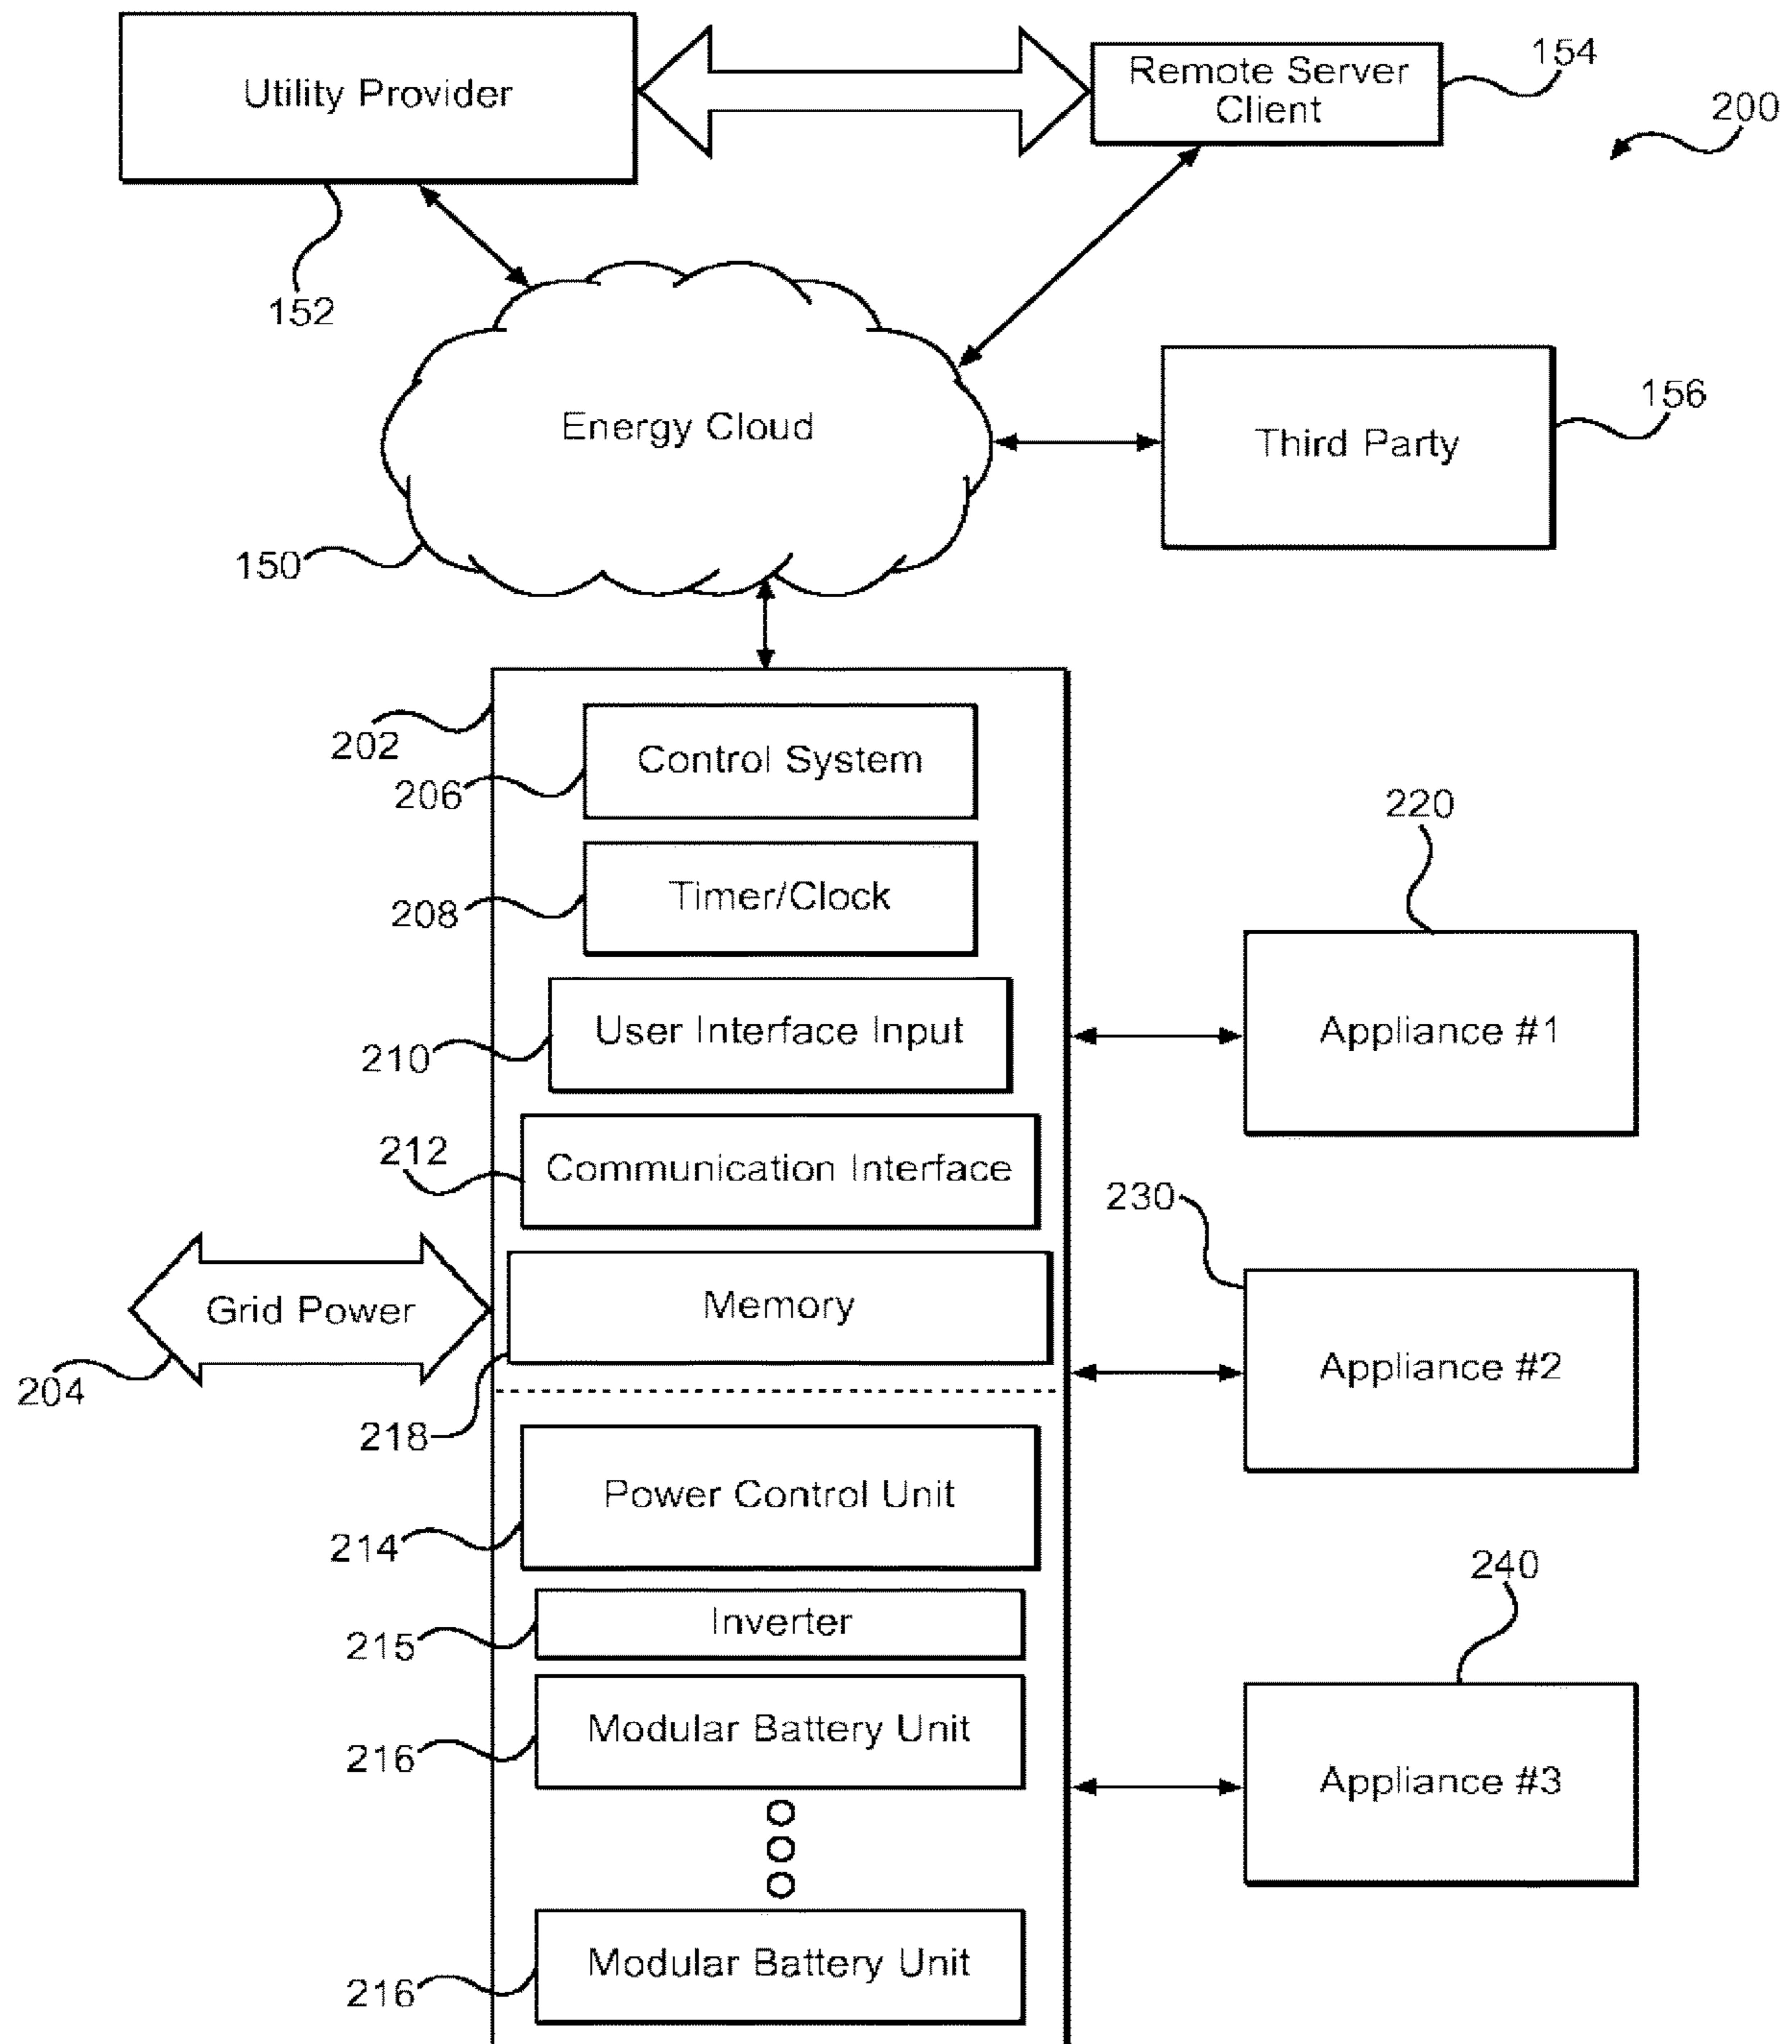 Utility Provider
Remote Server
Client
154
200
152
Energy Cloud
Third Party
156
150
202
Control System
206
Timer/Clock
208
220
User Interface Input
210
Appliance #1
212
Communication Interface
230
Grid Power
Memory
204
218
Appliance #2
Power Control Unit
214
240
Inverter
215
Modular Battery Unit
216
Appliance #3
Modular Battery Unit
216